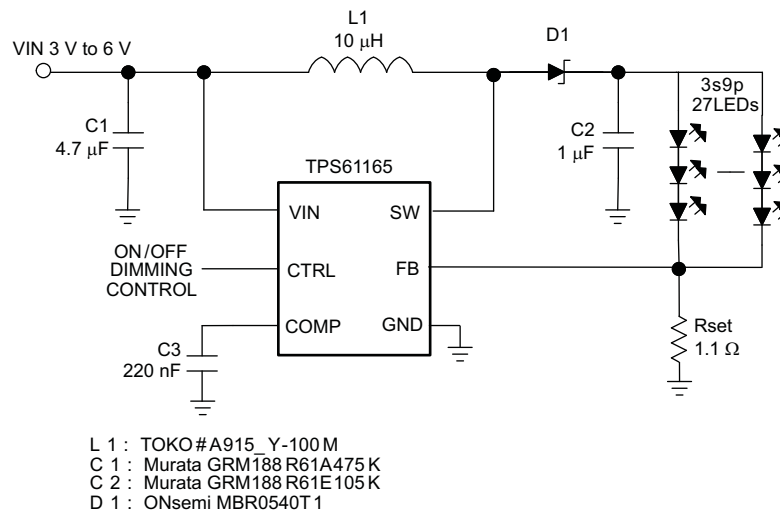 L1
10 μH
D1
VIN 3 V to 6 V
3s9p
27LEDs
C1
4.7 μF
C2
1 μF
TPS61165
VIN
SW
ON/OFF
DIMMING
CONTROL
CTRL
FB
COMP
GND
C3
220 nF
Rset
1.1 Ω
L 1 : TOKO #A915_Y-100 M
C 1 : Murata GRM188 R61A475 K
C 2 : Murata GRM188 R61E105 K
D 1 : ONsemi MBR0540T 1